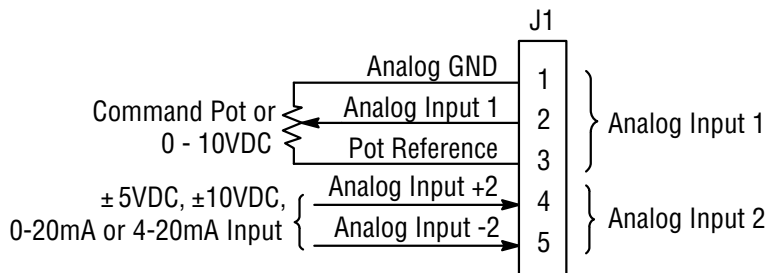 J1
Analog GND
1
Command Pot or
0 - 10VDC
Analog Input 1
2
Analog Input 1
Pot Reference
3
±5VDC, ±10VDC,
0-20mA or 4-20mA Input
Analog Input +2
4
Analog Input -2
5
Analog Input 2